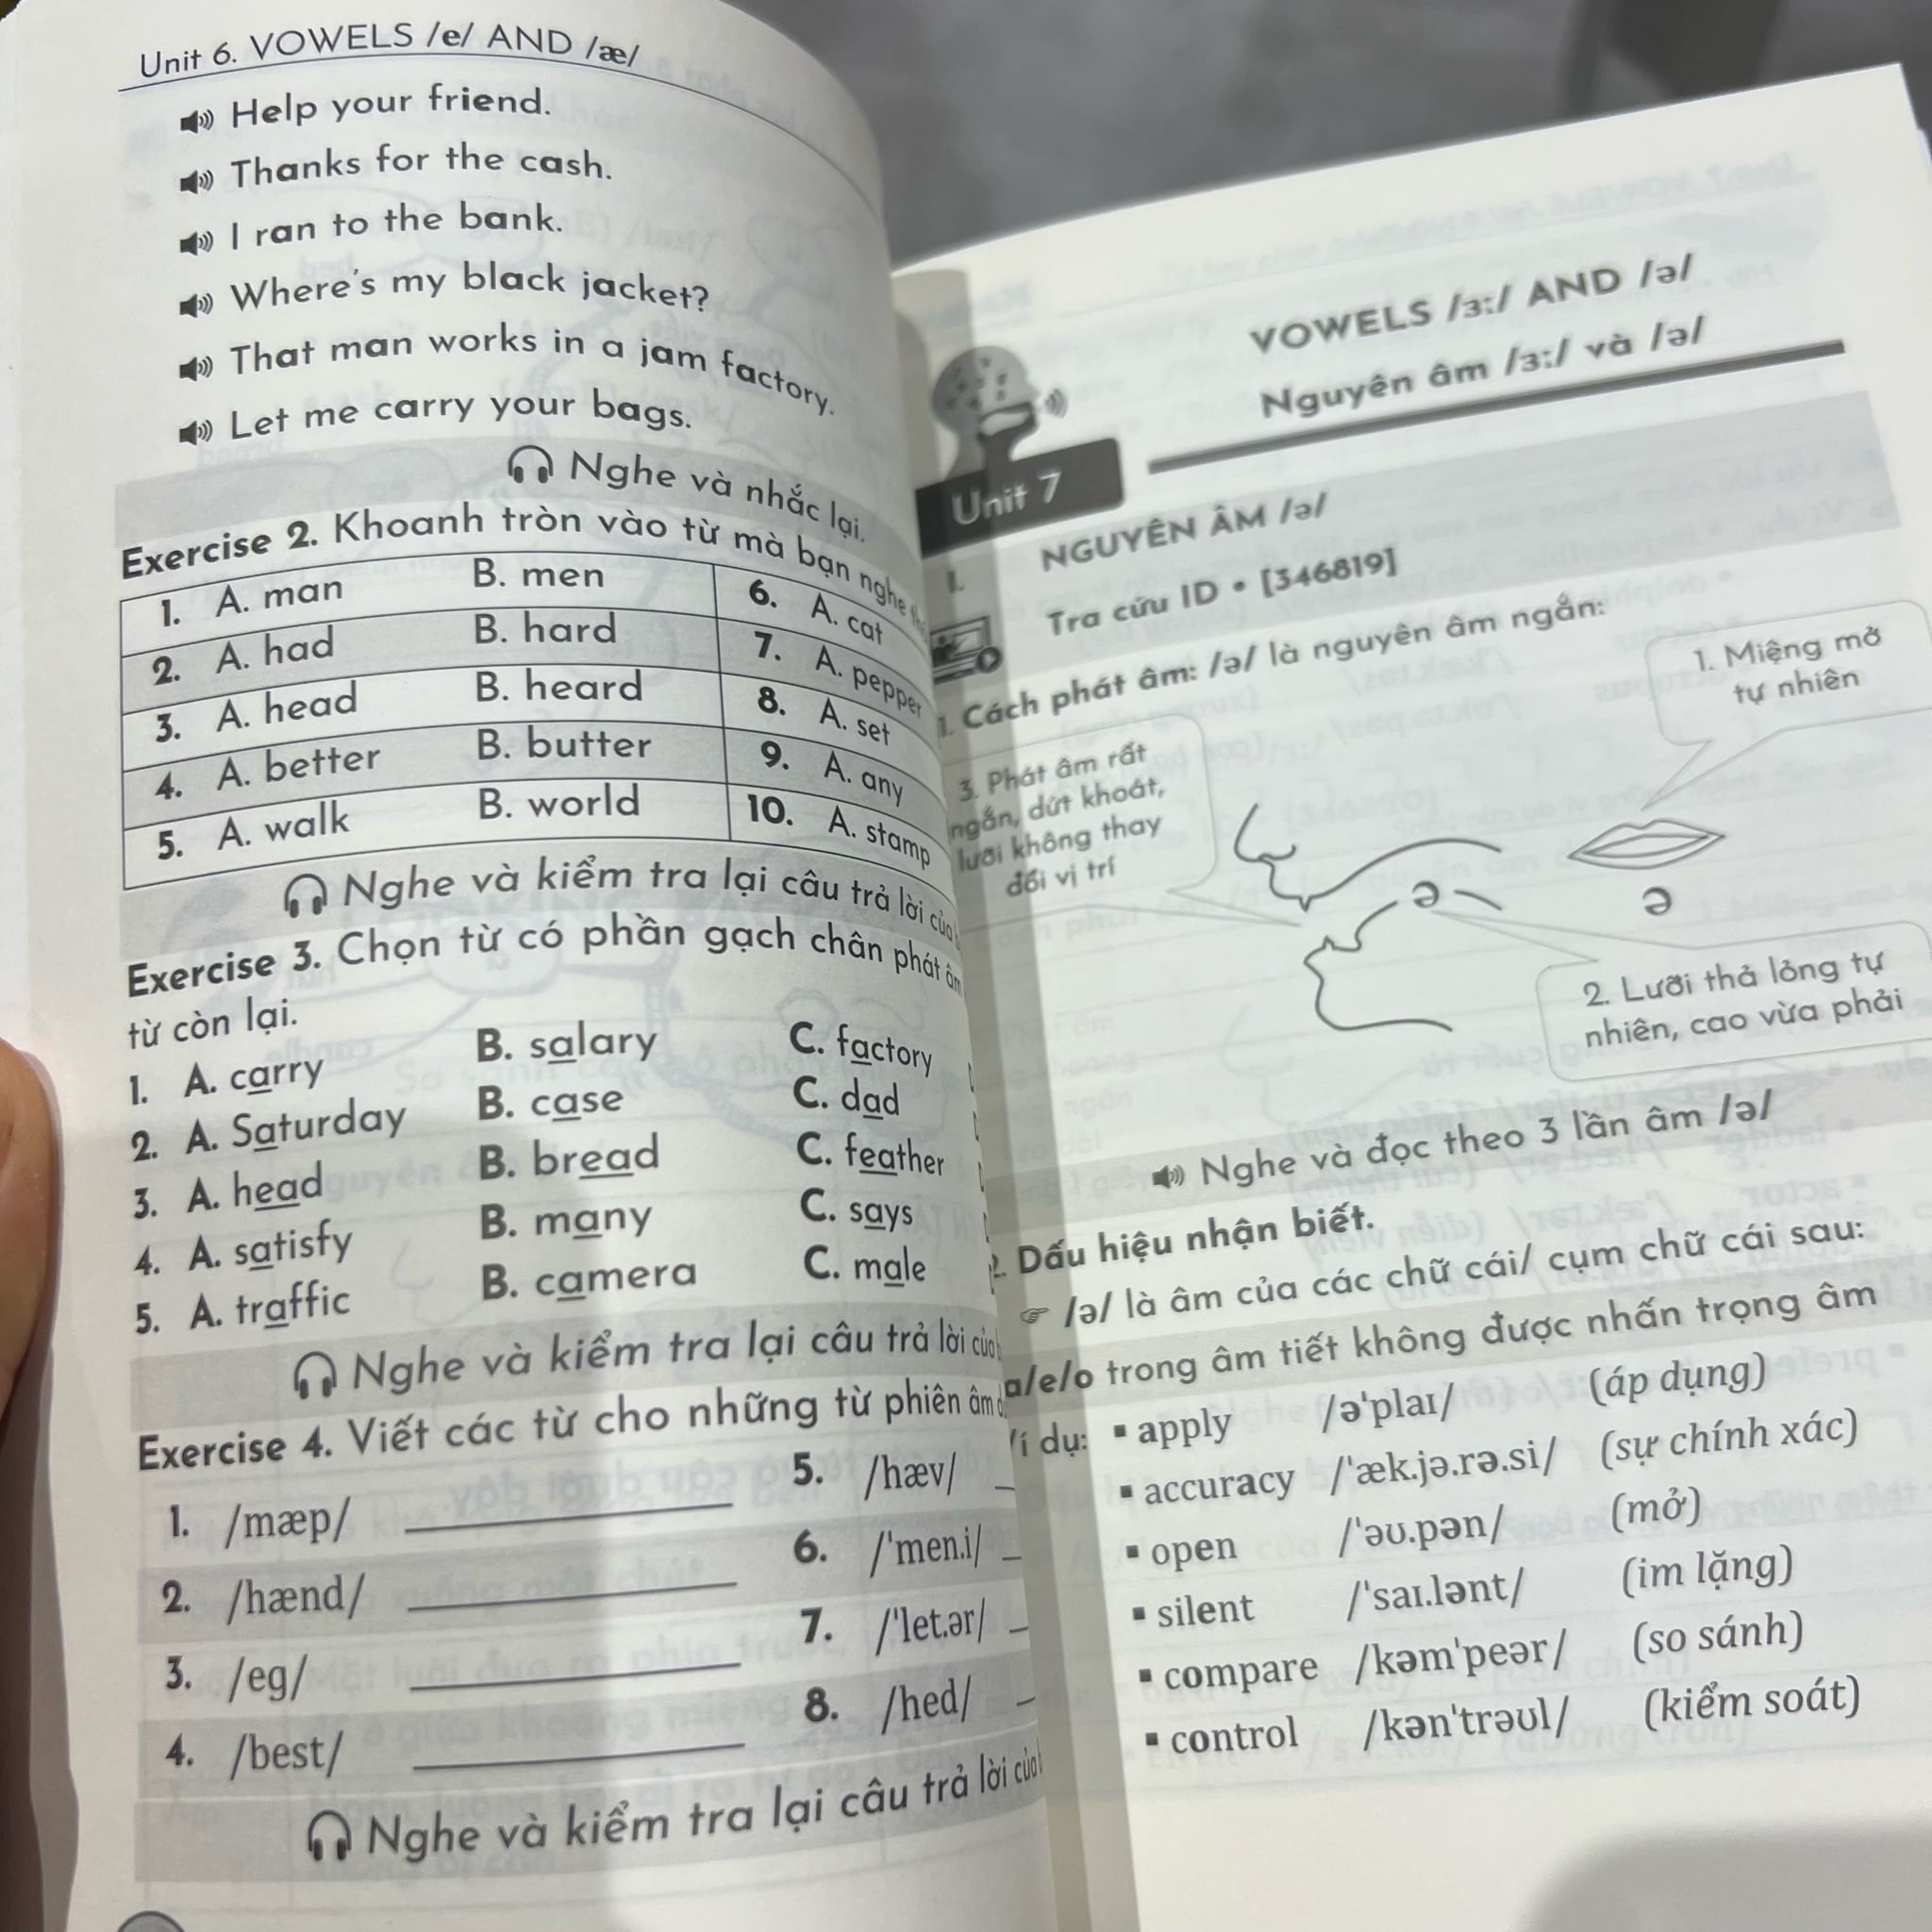 Unit 6. VOWELS /e/ AND /æ/
Help your friend.
Thanks for the cash.
I ran to the bank.
Where's my black jacket?
That man works in a jam factory.
Let me carry your bags.
Nghe và nhắc lại.
Exercise 2. Khoanh tròn vào từ mà bạn nghe
1. A. man B. men 6. A. cat
2. A. had B. hard 7. A. pepper
3. A. head B. heard 8. A. set
4. A. better B. butter 9. A. any
5. A. walk B. world 10. A. stamp
Nghe và kiểm tra lại câu trả lời của
Exercise 3. Chọn từ có phần gạch chân phát âm
từ còn lại.
1. A. carry B. salary C. factory
2. A. Saturday B. case C. dad
3. A. head B. bread C. feather
4. A. satisfy B. many C. says
5. A. traffic B. camera C. male
Nghe và kiểm tra lại câu trả lời của
Exercise 4. Viết các từ cho những từ phiên âm
1. /mæp/ 5. /hæv/
2. /hænd/ 6. /ˈmen.i/
3. /eg/ 7. /ˈlet.ər/
4. /best/ 8. /hed/
Nghe và kiểm tra lại câu trả lời của
Unit 7
VOWELS /ɜː/ AND /ə/
Nguyên âm /ɜː/ và /ə/
I. NGUYÊN ÂM /ə/
Tra cứu ID • [346819]
1. Cách phát âm: /ə/ là nguyên âm ngắn:
1. Miệng mở
tự nhiên
3. Phát âm rất
ngắn, dứt khoát,
lưỡi không thay
đổi vị trí
ə
ə
2. Lưỡi thả lỏng tự
nhiên, cao vừa phải
Nghe và đọc theo 3 lần âm /ə/
2. Dấu hiệu nhận biết.
☞ /ə/ là âm của các chữ cái/ cụm chữ cái sau:
a/e/o trong âm tiết không được nhấn trọng âm
Ví dụ: ▪ apply /əˈplaɪ/ (áp dụng)
▪ accuracy /ˈæk.jə.rə.si/ (sự chính xác)
▪ open /ˈəʊ.pən/ (mở)
▪ silent /ˈsaɪ.lənt/ (im lặng)
▪ compare /kəmˈpeər/ (so sánh)
▪ control /kənˈtrəʊl/ (kiểm soát)